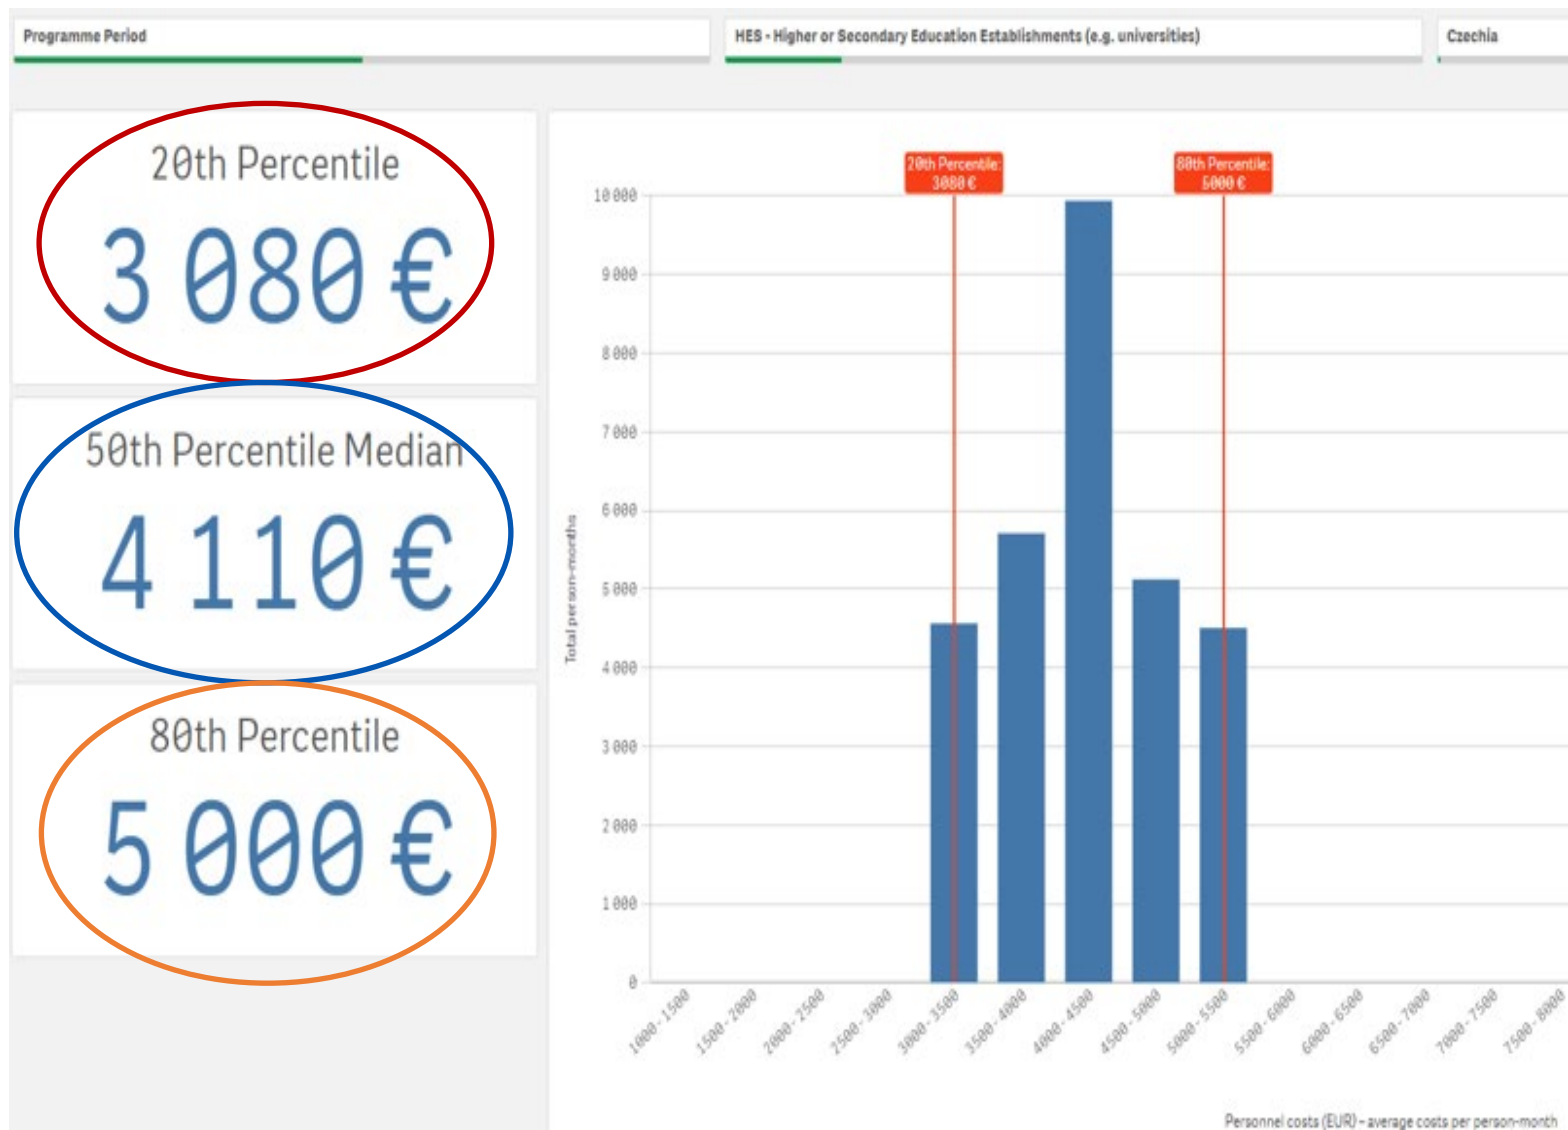 Programme Period
HES - Higher or Secondary Education Establishments (e.g. universities)
Czechia
20th Percentile
3 080 €
50th Percentile Median
4 110 €
80th Percentile
5 000 €
20th Percentile:
3080 €
80th Percentile:
5000 €
10 000
9 000
8 000
7 000
6 000
5 000
4 000
3 000
2 000
1 000
0
Total person-months
1000-1500
1500-2000
2000-2500
2500-3000
3000-3500
3500-4000
4000-4500
4500-5000
5000-5500
5500-6000
6000-6500
6500-7000
7000-7500
7500-8000
Personnel costs (EUR) - average costs per person-month